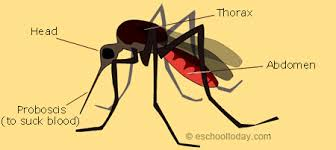 Thorax
Head
Abdomen
Proboscis
(to suck blood)
© eschooltoday.com